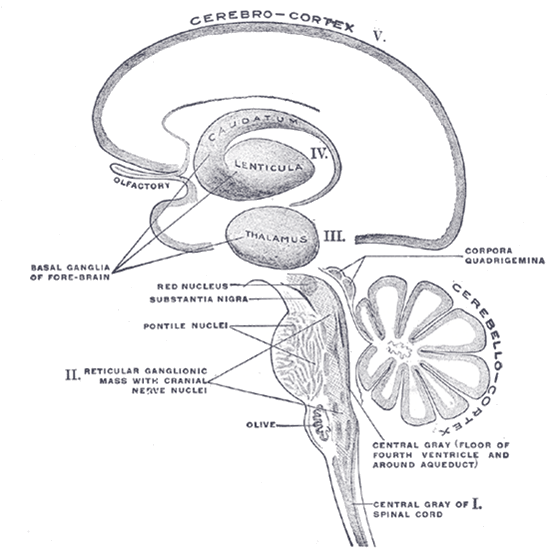 CEREBRO-CORTEX V.
CAUDATUM
LENTICULA
IV.
OLFACTORY
THALAMUS
III.
BASAL GANGLIA
OF FORE-BRAIN
CORPORA
QUADRIGEMINA
RED NUCLEUS
SUBSTANTIA NIGRA
PONTILE NUCLEI
CEREBELLO-CORTEX
II. RETICULAR GANGLIONIC
MASS WITH CRANIAL
NERVE NUCLEI
OLIVE
CENTRAL GRAY (FLOOR OF
FOURTH VENTRICLE AND
AROUND AQUEDUCT)
CENTRAL GRAY OF I.
SPINAL CORD